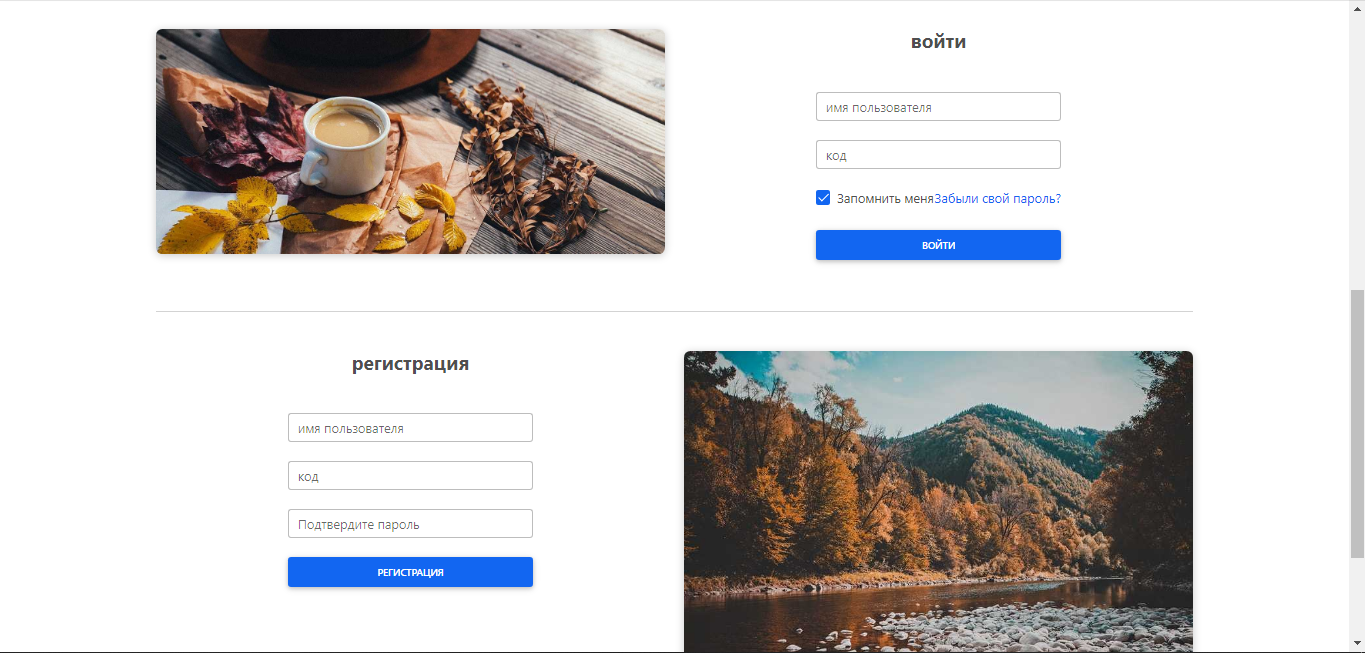 войти
имя пользователя
код
Запомнить меняЗабыли свой пароль?
ВОЙТИ
регистрация
имя пользователя
код
Подтвердите пароль
РЕГИСТРАЦИЯ